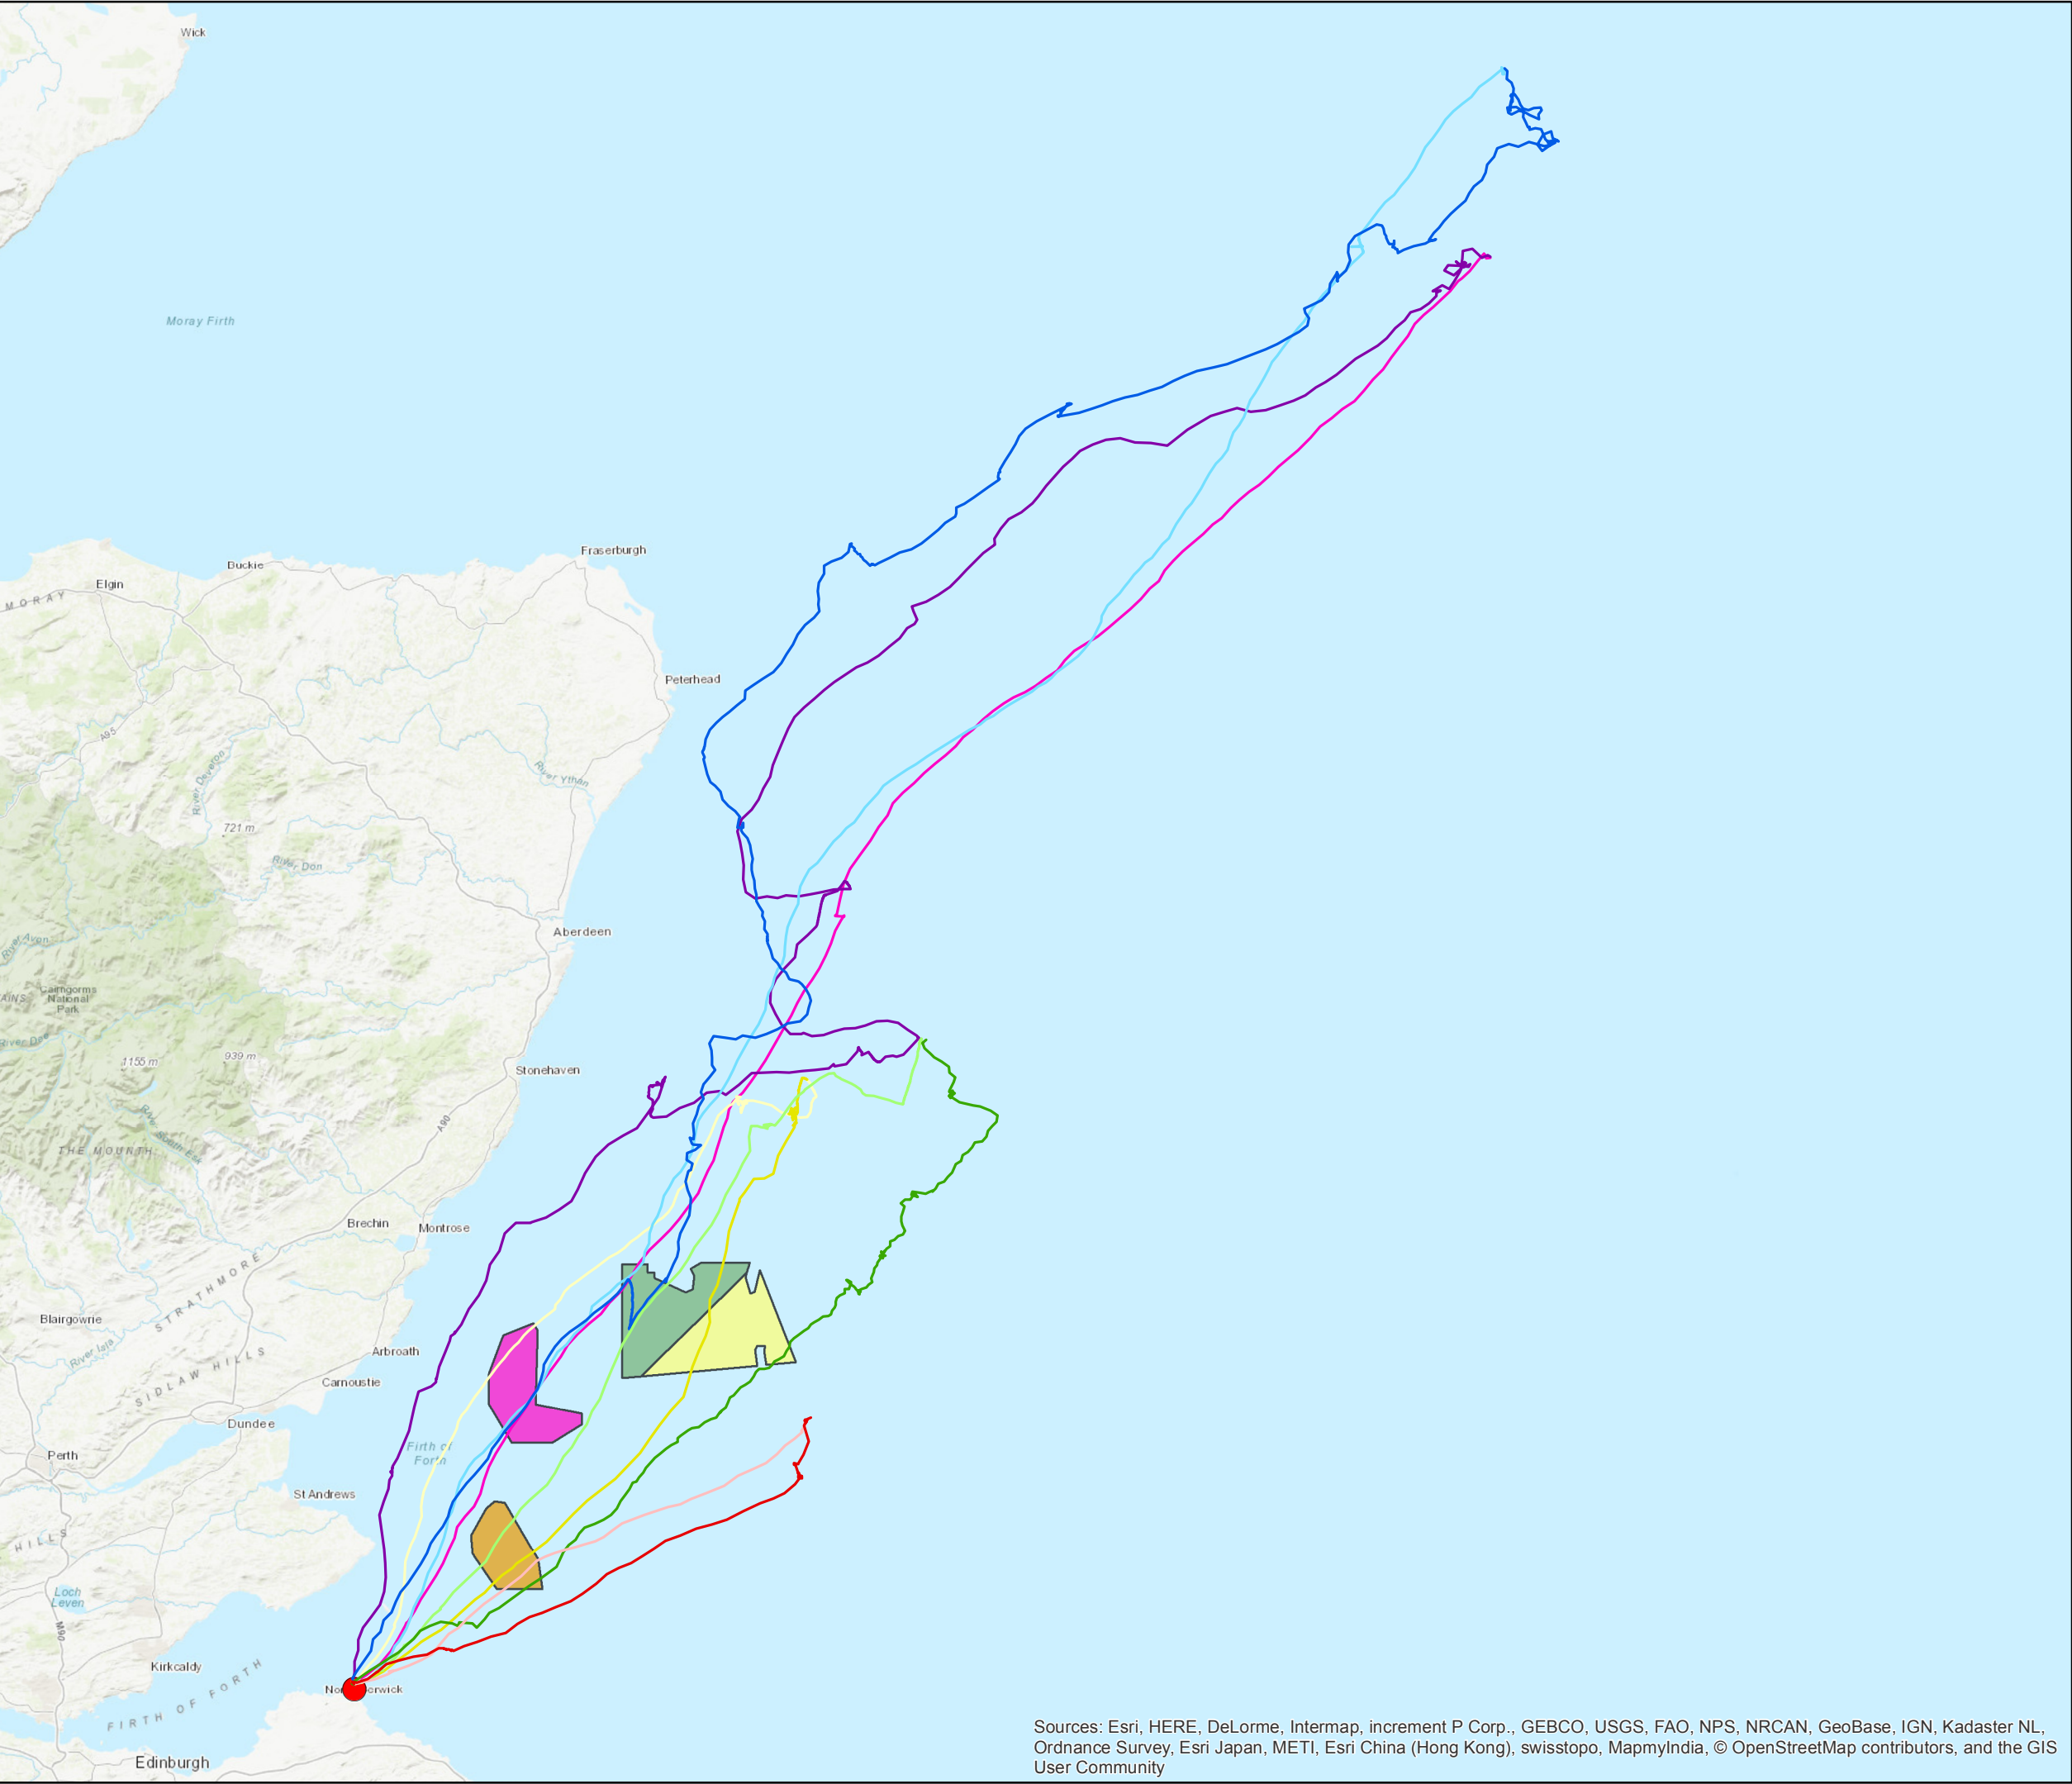 Wick
Moray Firth
Fraserburgh
Buckie
Elgin
MORAY
Peterhead
A95
River Deveron
River Ythan
721 m
River Don
Aberdeen
River Avon
Cairngorms
National
Park
AINS
River Dee
1155 m
939 m
Stonehaven
A90
River South Esk
THE MOUNTH
Brechin
Montrose
STRATHMORE
Blairgowrie
River Isla
Arbroath
SIDLAW HILLS
Carnoustie
Dundee
Firth of
Forth
Perth
St Andrews
HILLS
Loch
Leven
M90
Kirkcaldy
FIRTH OF FORTH
Edinburgh
Sources: Esri, HERE, DeLorme, Intermap, increment P Corp., GEBCO, USGS, FAO, NPS, NRCAN, GeoBase, IGN, Kadaster NL,
Ordnance Survey, Esri Japan, METI, Esri China (Hong Kong), swisstopo, MapmyIndia, © OpenStreetMap contributors, and the GIS
User Community